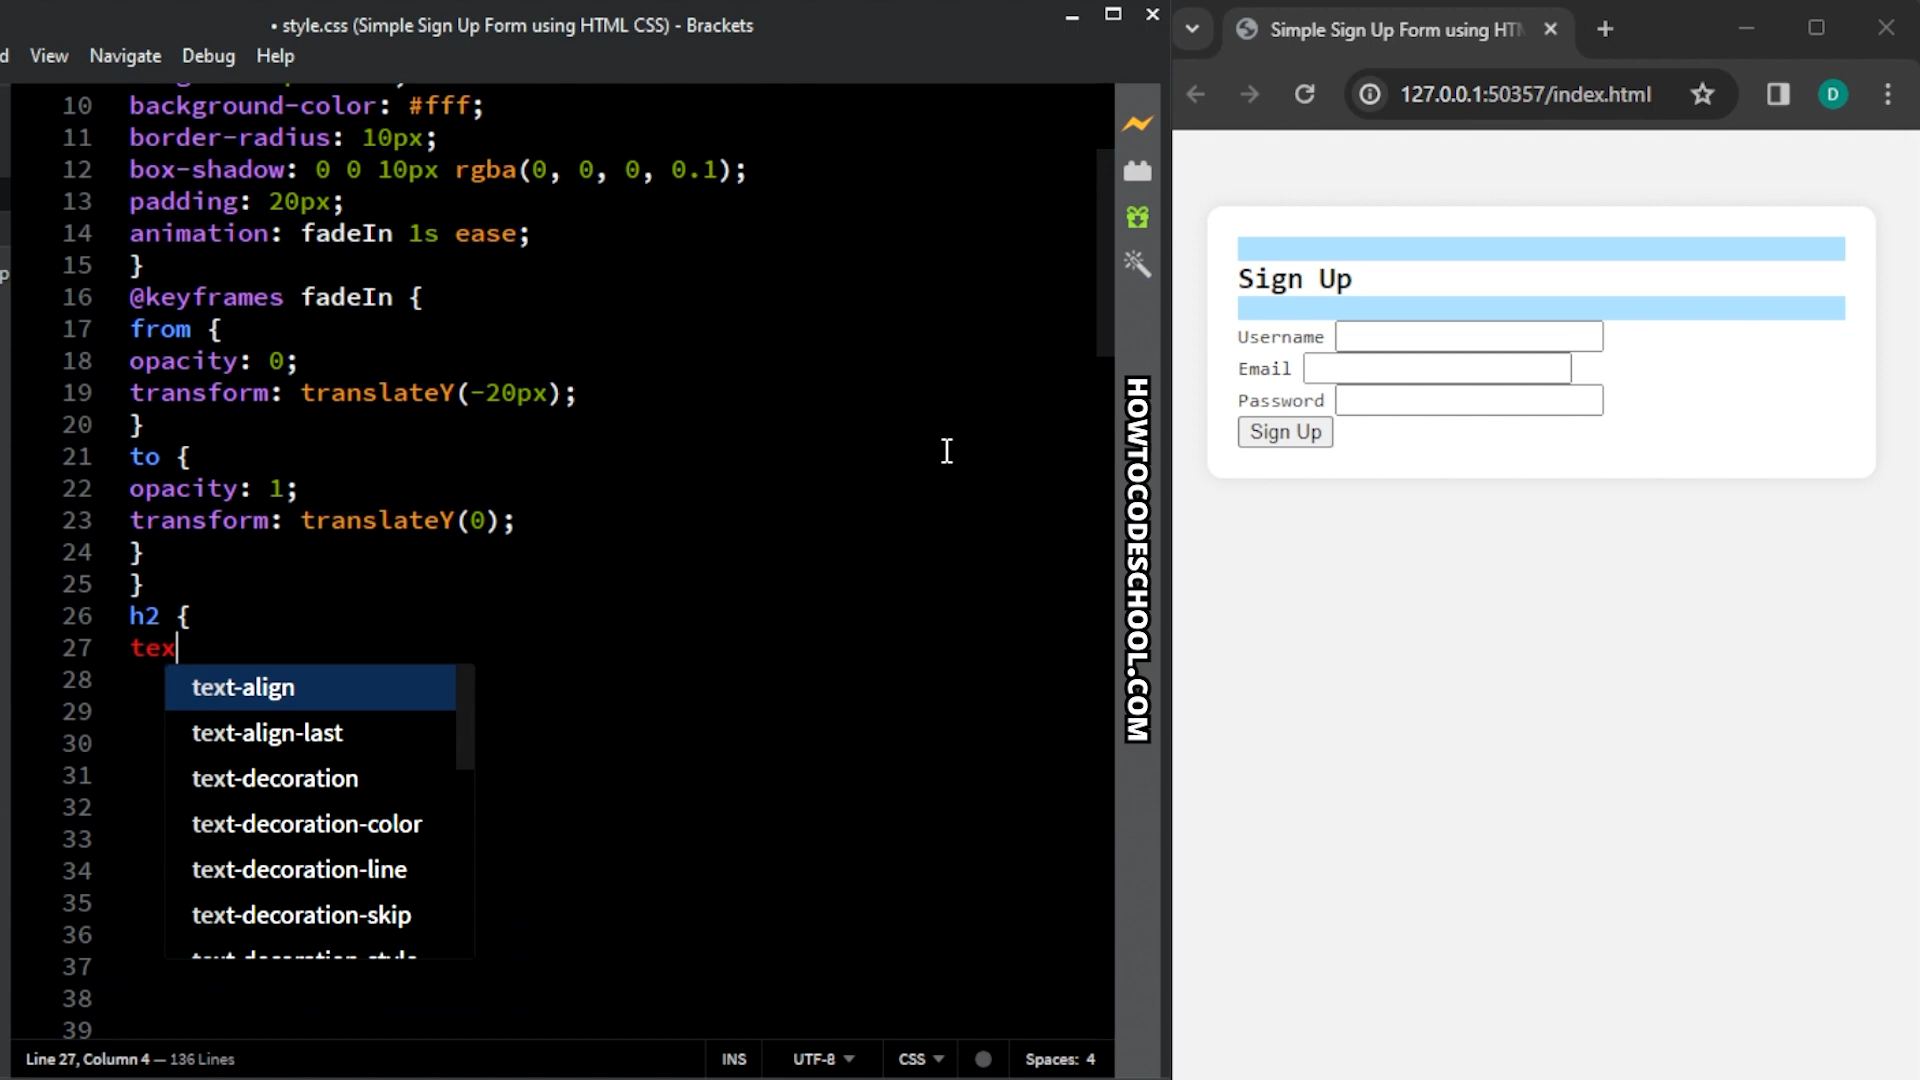 • style.css (Simple Sign Up Form using HTML CSS) - Brackets
d View Navigate Debug Help
10 background-color: #fff;
11 border-radius: 10px;
12 box-shadow: 0 0 10px rgba(0, 0, 0, 0.1);
13 padding: 20px;
14 animation: fadeIn 1s ease;
15 }
16 @keyframes fadeIn {
17 from {
18 opacity: 0;
19 transform: translateY(-20px);
20 }
21 to {
22 opacity: 1;
23 transform: translateY(0);
24 }
25 }
26 h2 {
27 tex
28
29
30
31
32
33
34
35
36
37
38
39
text-align
text-align-last
text-decoration
text-decoration-color
text-decoration-line
text-decoration-skip
p
Line 27, Column 4 — 136 Lines
INS UTF-8 CSS Spaces: 4
HOWTOCODESCHOOL.COM
Simple Sign Up Form using HT
127.0.0.1:50357/index.html
D
Sign Up
Username
Email
Password
Sign Up